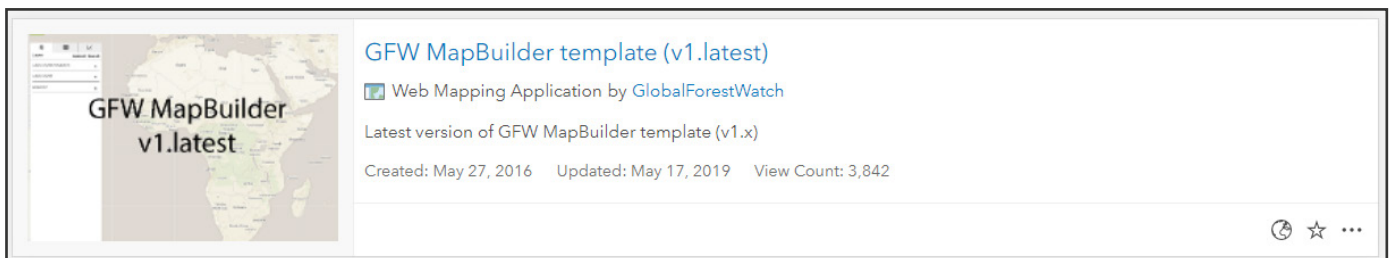 GFW MapBuilder
v1.latest
GFW MapBuilder template (v1.latest)
Web Mapping Application by GlobalForestWatch
Latest version of GFW MapBuilder template (v1.x)
Created: May 27, 2016 Updated: May 17, 2019 View Count: 3,842